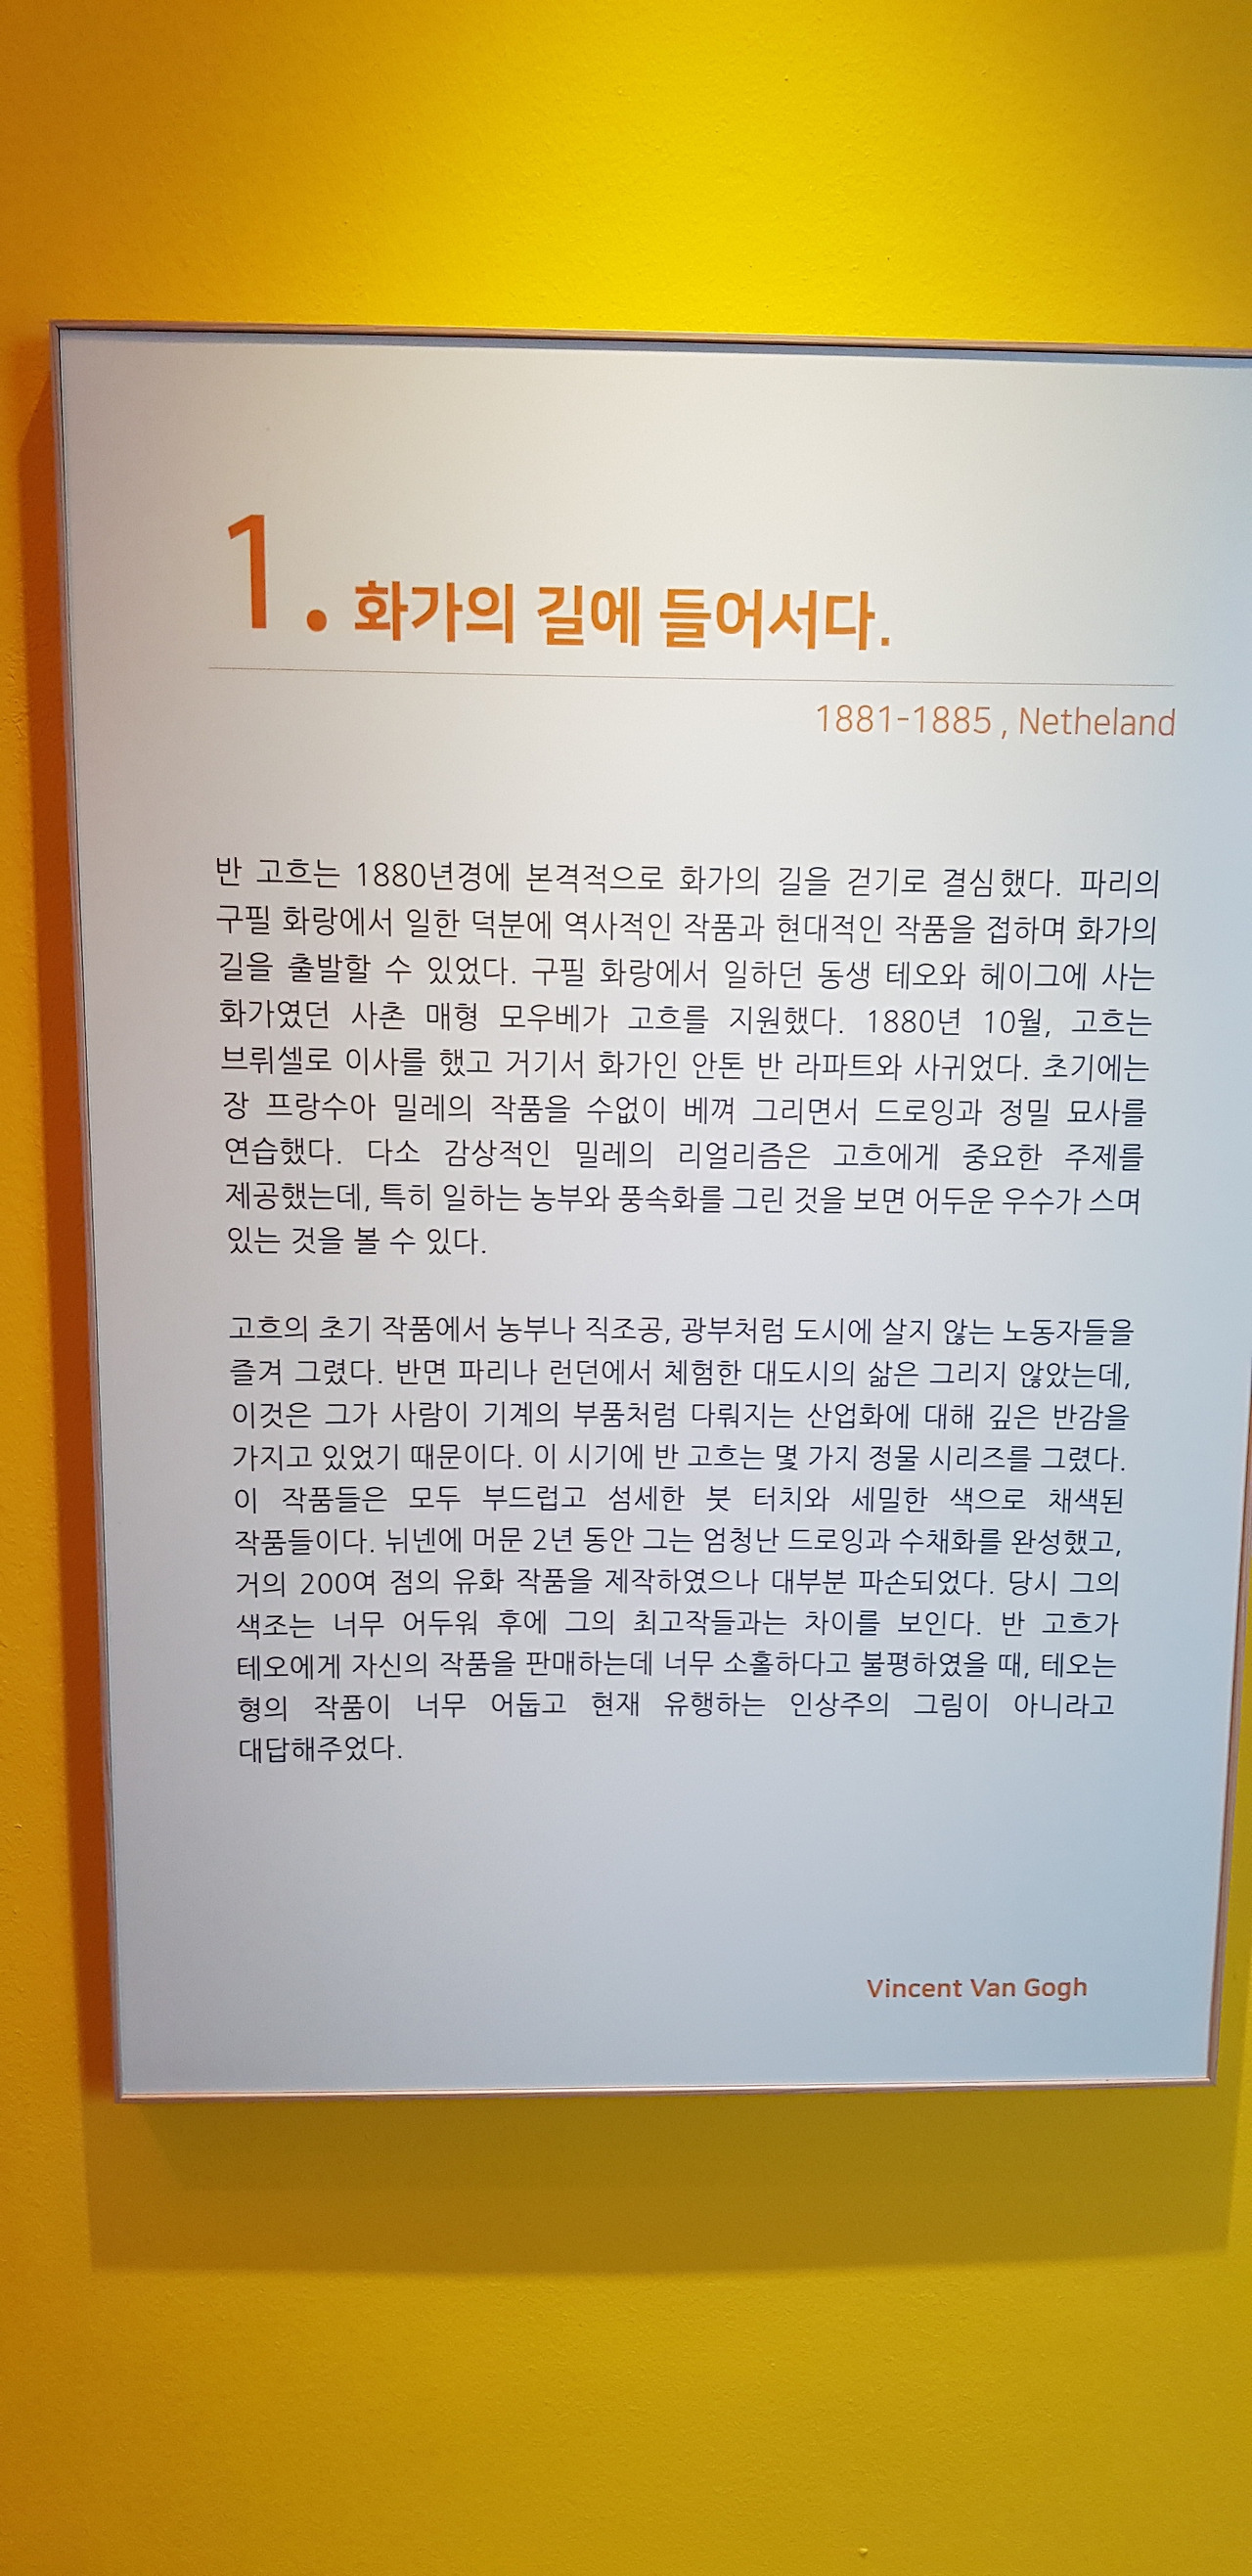 1. 화가의 길에 들어서다.
1881-1885 , Netheland
반 고흐는 1880년경에 본격적으로 화가의 길을 걷기로 결심했다. 파리의
구필 화랑에서 일한 덕분에 역사적인 작품과 현대적인 작품을 접하며 화가의
길을 출발할 수 있었다. 구필 화랑에서 일하던 동생 테오와 헤이그에 사는
화가였던 사촌 매형 모우베가 고흐를 지원했다. 1880년 10월, 고흐는
브뤼셀로 이사를 했고 거기서 화가인 안톤 반 라파트와 사귀었다. 초기에는
장 프랑수아 밀레의 작품을 수없이 베껴 그리면서 드로잉과 정밀 묘사를
연습했다. 다소 감상적인 밀레의 리얼리즘은 고흐에게 중요한 주제를
제공했는데, 특히 일하는 농부와 풍속화를 그린 것을 보면 어두운 우수가 스며
있는 것을 볼 수 있다.
고흐의 초기 작품에서 농부나 직조공, 광부처럼 도시에 살지 않는 노동자들을
즐겨 그렸다. 반면 파리나 런던에서 체험한 대도시의 삶은 그리지 않았는데,
이것은 그가 사람이 기계의 부품처럼 다뤄지는 산업화에 대해 깊은 반감을
가지고 있었기 때문이다. 이 시기에 반 고흐는 몇 가지 정물 시리즈를 그렸다.
이 작품들은 모두 부드럽고 섬세한 붓 터치와 세밀한 색으로 채색된
작품들이다. 뉘넨에 머문 2년 동안 그는 엄청난 드로잉과 수채화를 완성했고,
거의 200여 점의 유화 작품을 제작하였으나 대부분 파손되었다. 당시 그의
색조는 너무 어두워 후에 그의 최고작들과는 차이를 보인다. 반 고흐가
테오에게 자신의 작품을 판매하는데 너무 소홀하다고 불평하였을 때, 테오는
형의 작품이 너무 어둡고 현재 유행하는 인상주의 그림이 아니라고
대답해주었다.
Vincent Van Gogh